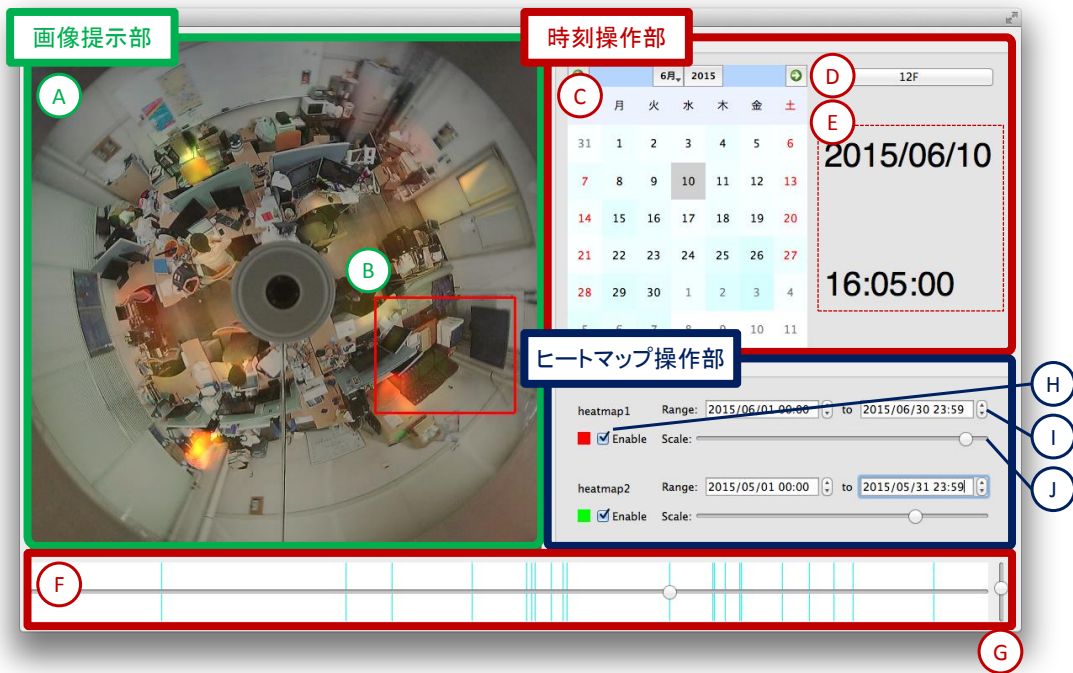 画像提示部
時刻操作部
A
C
D
6月 2015
12F
月 火 水 木 金 土
E
31 1 2 3 4 5 6
2015/06/10
7 8 9 10 11 12 13
14 15 16 17 18 19 20
21 22 23 24 25 26 27
B
28 29 30 1 2 3 4
16:05:00
5 6 7 8 9 10 11
ヒートマップ操作部
H
heatmap1 Range: 2015/06/01 00:00 to 2015/06/30 23:59
I
Enable Scale:
J
heatmap2 Range: 2015/05/01 00:00 to 2015/05/31 23:59
Enable Scale:
F
G